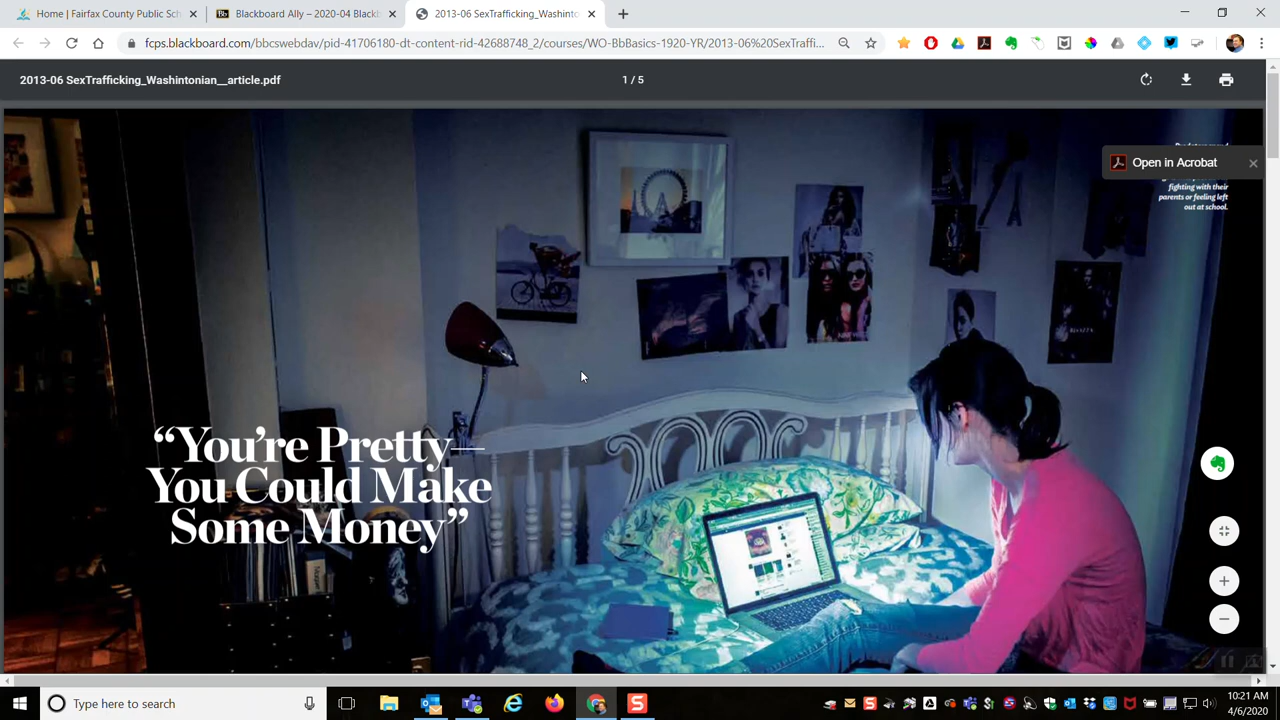 Home | Fairfax County Public Sch
Blackboard Ally – 2020-04 Blackb
2013-06 SexTrafficking_Washinto
fcps.blackboard.com/bbcswebdav/pid-41706180-dt-content-rid-42688748_2/courses/WO-BbBasics-1920-YR/2013-06%20SexTraffi...
2013-06 SexTrafficking_Washintonian__article.pdf
1 / 5
Open in Acrobat
fighting with their
parents or feeling left
out at school.
“You’re Pretty—
You Could Make
Some Money”
Type here to search
10:21 AM
4/6/2020